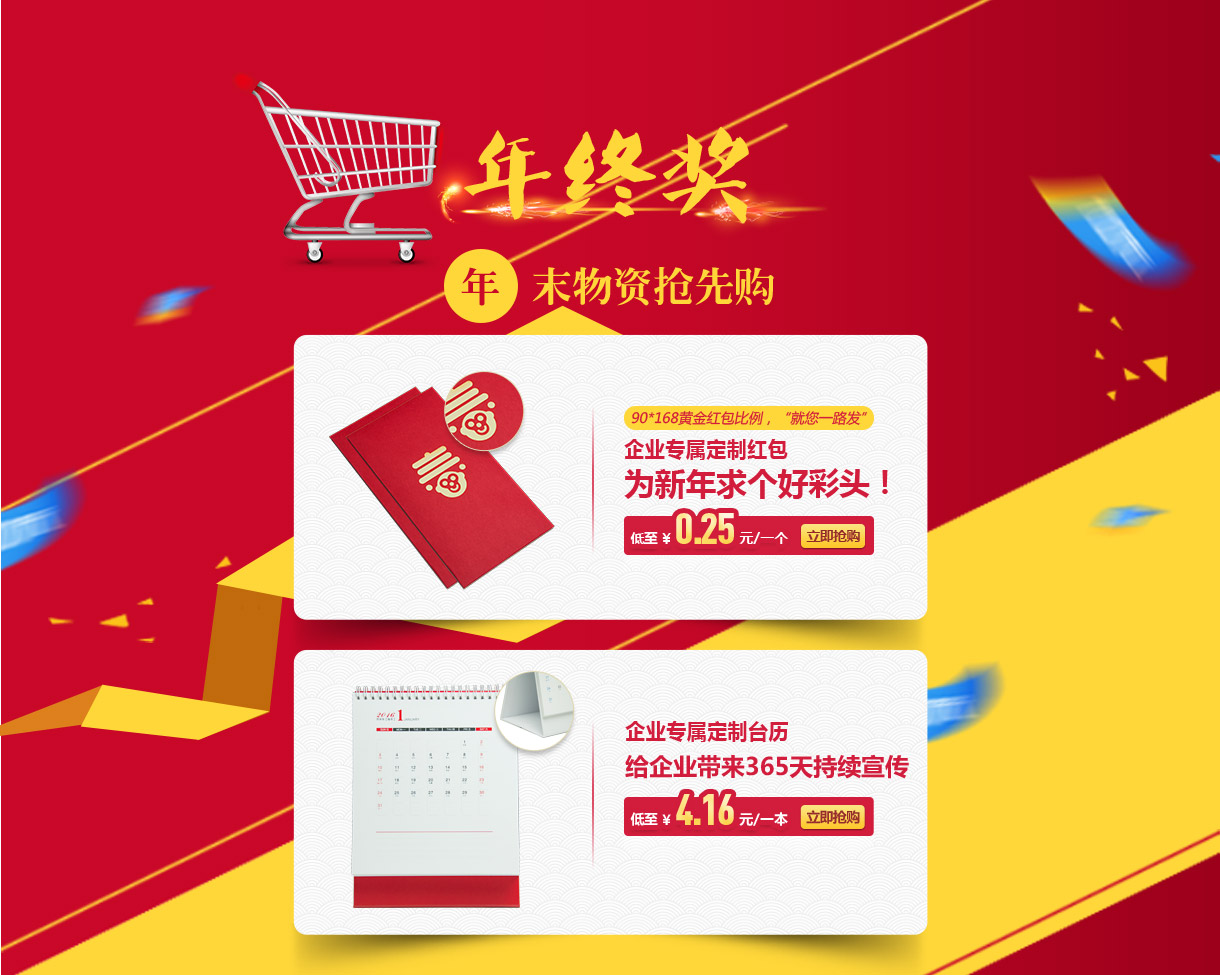 年终奖
年 末物资抢先购
90*168黄金红包比例，“就您一路发”
企业专属定制红包
为新年求个好彩头！
低至 ¥ 0.25 元/一个 立即抢购
2016 1
企业专属定制台历
给企业带来365天持续宣传
低至 ¥ 4.16 元/一本 立即抢购